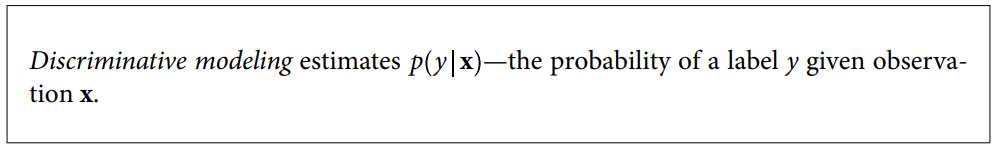 Discriminative modeling estimates p(y|x)—the probability of a label y given observa-
tion x.